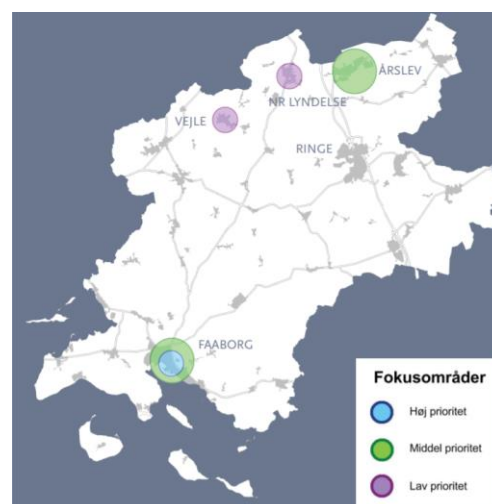 ÅRSLEV
NR LYNDELSE
VEJLE
RINGE
FAABORG
Fokusområder
Høj prioritet
Middel prioritet
Lav prioritet